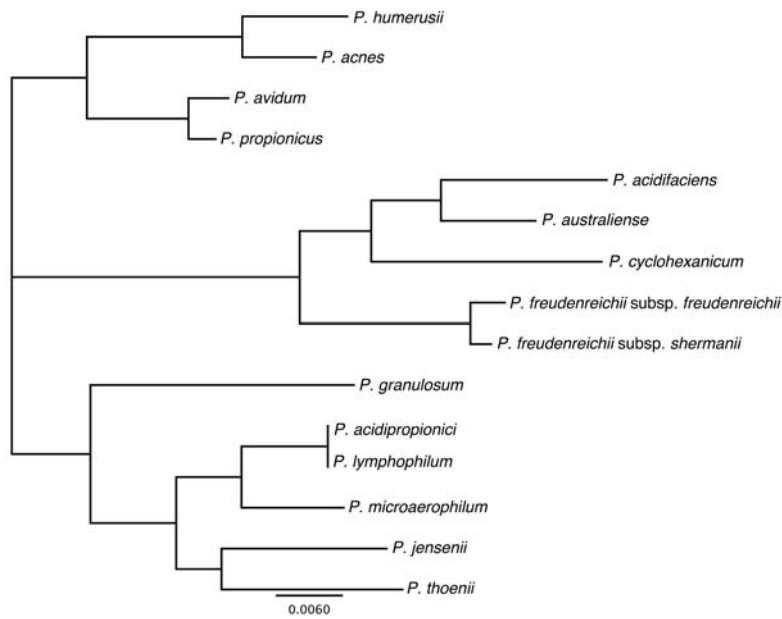 P. humerusii
P. acnes
P. avidum
P. propionicus
P. acidifaciens
P. australiense
P. cyclohexanicum
P. freudenreichii subsp. freudenreichii
P. freudenreichii subsp. shermanii
P. granulosum
P. acidipropionici
P. lymphophilum
P. microaerophilum
P. jensenii
P. thoenii
0.0060